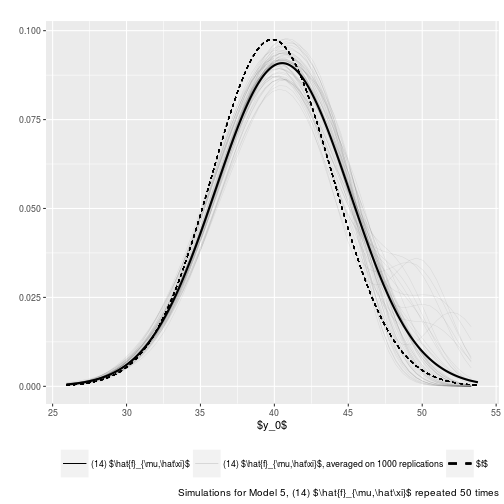 0.100
0.075
0.050
0.025
0.000
25 30 35 40 45 50 55
$y_0$
(14) $\hat{f}_{\mu,\hat\xi}$ (14) $\hat{f}_{\mu,\hat\xi}$, averaged on 1000 replications $f$
Simulations for Model 5, (14) $\hat{f}_{\mu,\hat\xi}$ repeated 50 times